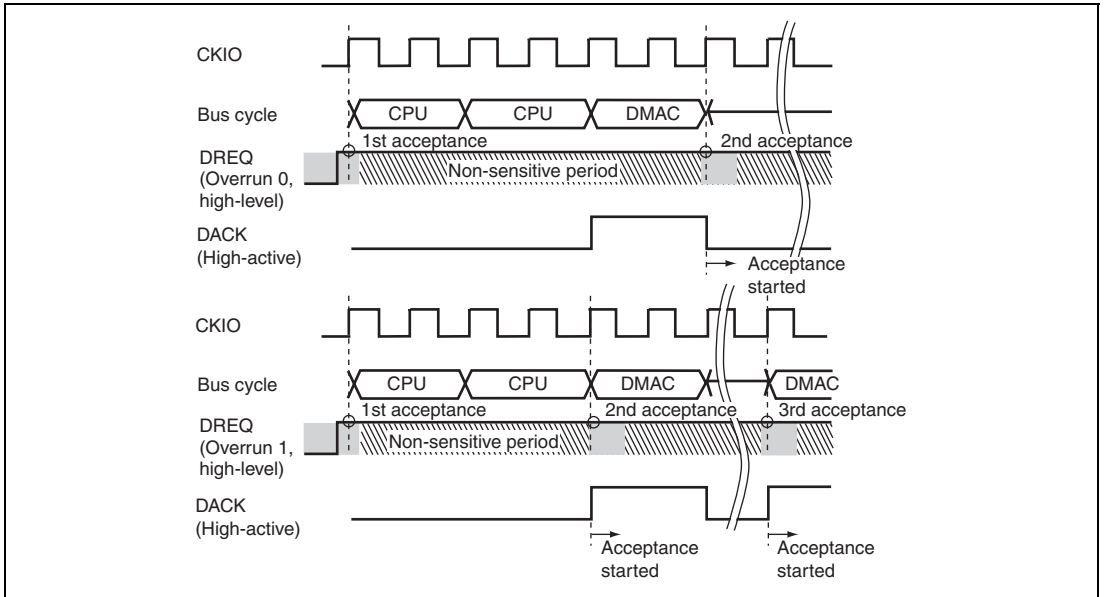 CKIO
Bus cycle
CPU
CPU
DMAC
1st acceptance
2nd acceptance
DREQ
(Overrun 0,
high-level)
Non-sensitive period
DACK
(High-active)
Acceptance
started
CKIO
Bus cycle
CPU
CPU
DMAC
DMAC
1st acceptance
2nd acceptance
3rd acceptance
DREQ
(Overrun 1,
high-level)
Non-sensitive period
DACK
(High-active)
Acceptance
started
Acceptance
started